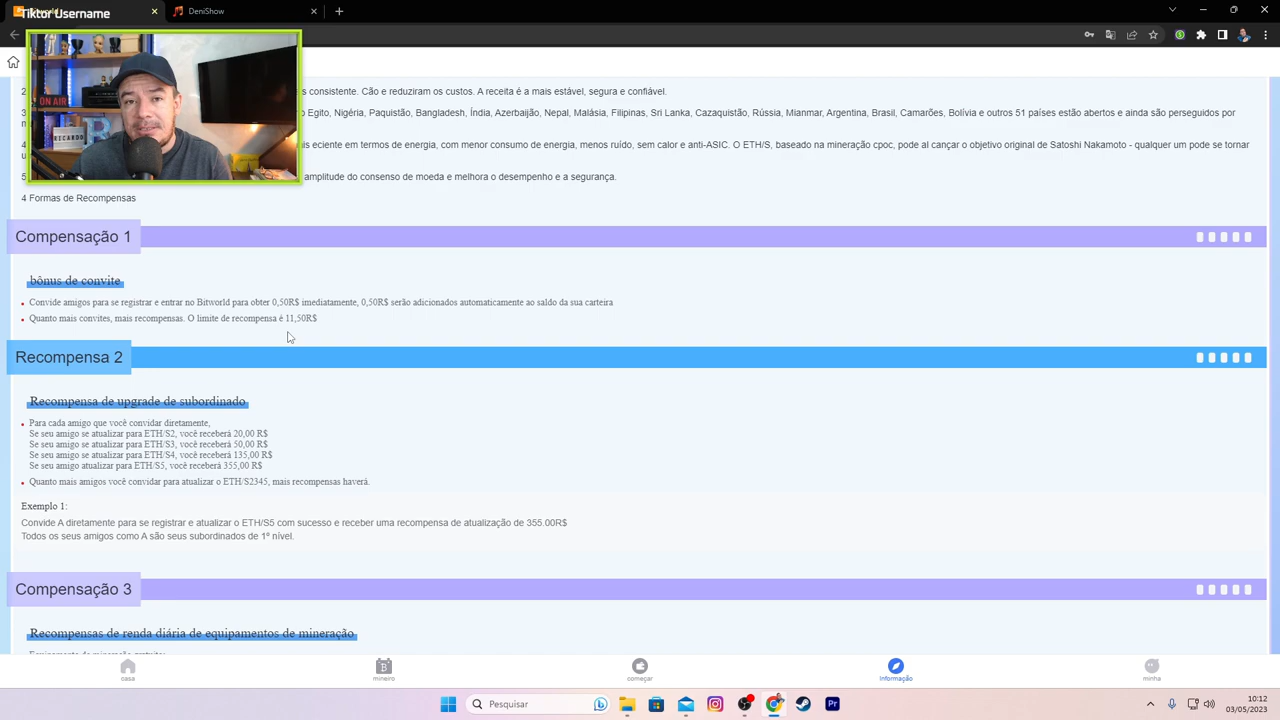 Tiktor Username
DeniShow
ON AIR
RECARDO
s consistente. Cão e reduziram os custos. A receita é a mais estável, segura e confiável.
Egito, Nigéria, Paquistão, Bangladesh, Índia, Azerbaijão, Nepal, Malásia, Filipinas, Sri Lanka, Cazaquistão, Rússia, Mianmar, Argentina, Brasil, Camarões, Bolívia e outros 51 países estão abertos e ainda são perseguidos por
is eciente em termos de energia, com menor consumo de energia, menos ruído, sem calor e anti-ASIC. O ETH/S, baseado na mineração cpoc, pode al cançar o objetivo original de Satoshi Nakamoto - qualquer um pode se tornar
amplitude do consenso de moeda e melhora o desempenho e a segurança.
4 Formas de Recompensas
Compensação 1
bônus de convite
Convide amigos para se registrar e entrar no Bitworld para obter 0,50R$ imediatamente, 0,50R$ serão adicionados automaticamente ao saldo da sua carteira
Quanto mais convites, mais recompensas. O limite de recompensa é 11,50R$
Recompensa 2
Recompensa de upgrade de subordinado
Para cada amigo que você convidar diretamente,
Se seu amigo se atualizar para ETH/S2, você receberá 20,00 R$
Se seu amigo se atualizar para ETH/S3, você receberá 50,00 R$
Se seu amigo se atualizar para ETH/S4, você receberá 135,00 R$
Se seu amigo atualizar para ETH/S5, você receberá 355,00 R$
Quanto mais amigos você convidar para atualizar o ETH/S2345, mais recompensas haverá.
Exemplo 1:
Convide A diretamente para se registrar e atualizar o ETH/S5 com sucesso e receber uma recompensa de atualização de 355.00R$
Todos os seus amigos como A são seus subordinados de 1º nível.
Compensação 3
Recompensas de renda diária de equipamentos de mineração
casa
mineiro
começar
informação
minha
Pesquisar
10:12
03/05/2023